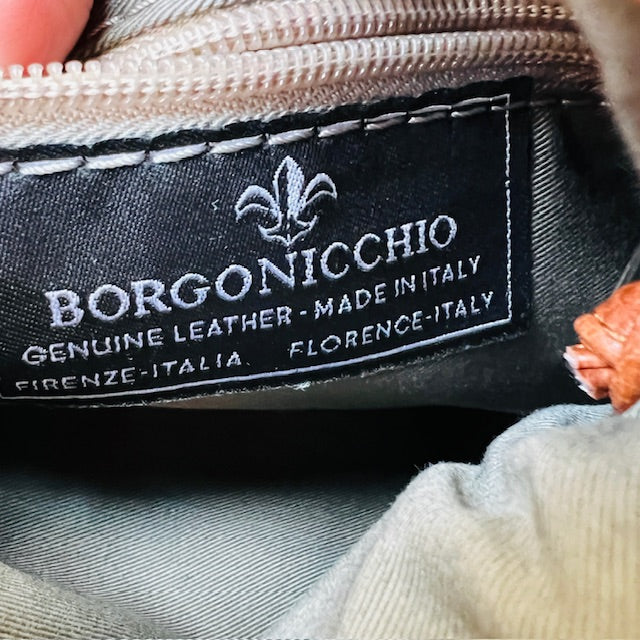 BORGONICCHIO
GENUINE LEATHER - MADE IN ITALY
FIRENZE-ITALIA FLORENCE-ITALY